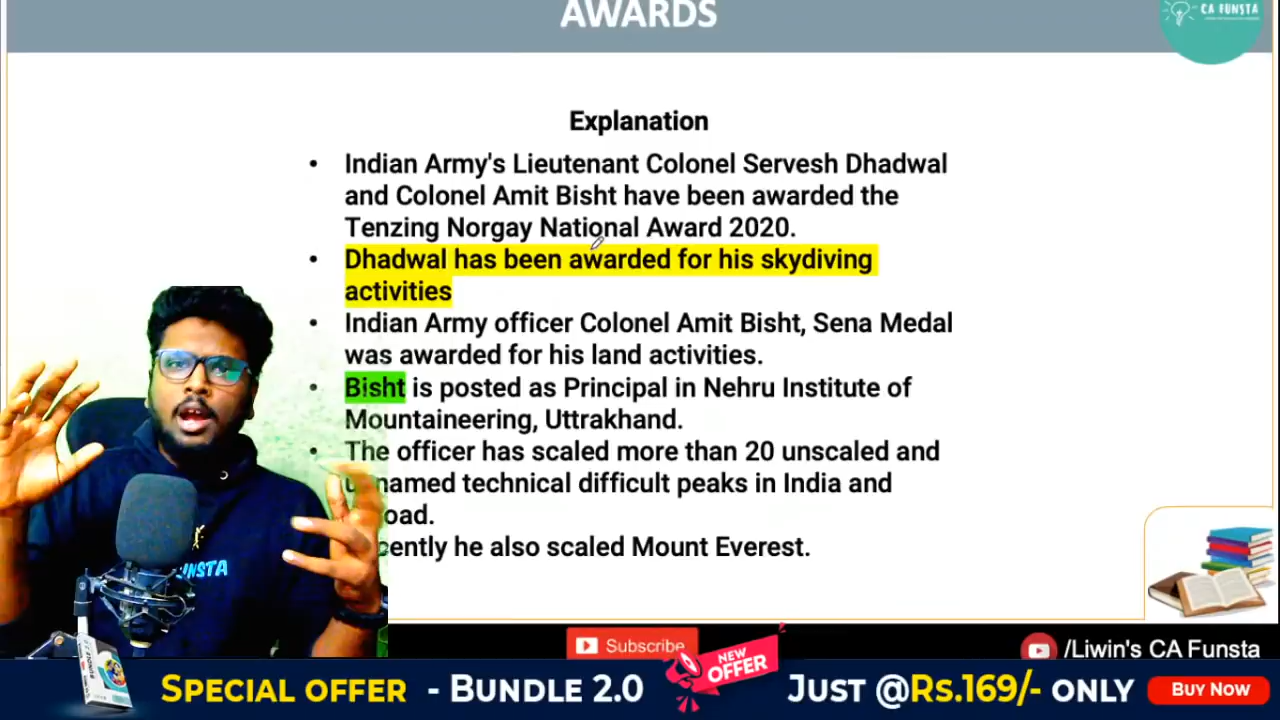 AWARDS
CA FUNSTA
Explanation
• Indian Army's Lieutenant Colonel Servesh Dhadwal
and Colonel Amit Bisht have been awarded the
Tenzing Norgay National Award 2020.
• Dhadwal has been awarded for his skydiving
activities
• Indian Army officer Colonel Amit Bisht, Sena Medal
was awarded for his land activities.
• Bisht is posted as Principal in Nehru Institute of
Mountaineering, Uttrakhand.
• The officer has scaled more than 20 unscaled and
technical difficult peaks in India and
he also scaled Mount Everest.
Subscribe
/Liwin's CA Funsta
SPECIAL OFFER - BUNDLE 2.0
NEW
OFFER
JUST @Rs.169/- ONLY
Buy Now